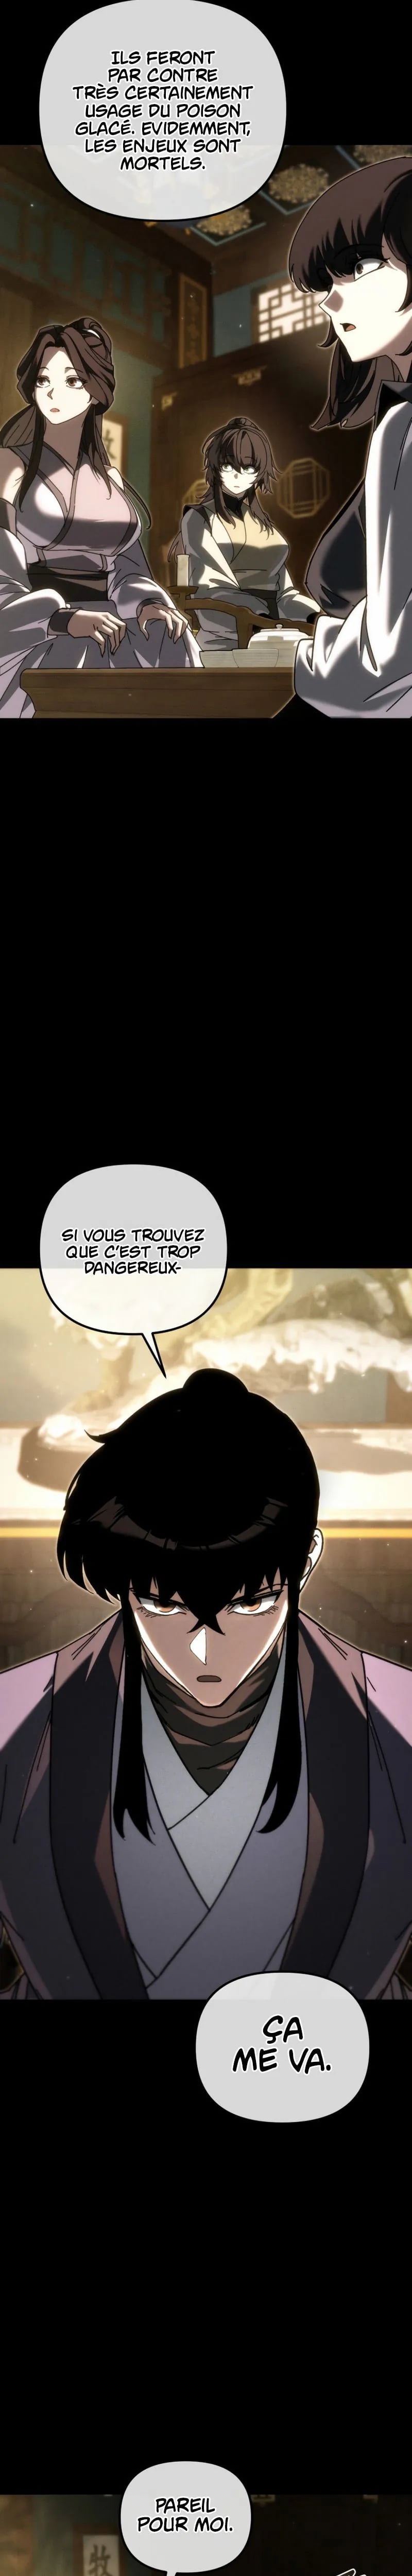 ILS FERONT
PAR CONTRE
TRÈS CERTAINEMENT
USAGE DU POISON
GLACÉ. EVIDEMMENT,
LES ENJEUX SONT
MORTELS.
SI VOUS TROUVEZ
QUE C'EST TROP
DANGEREUX-
ÇA
ME VA.
PAREIL
POUR MOI.
牧